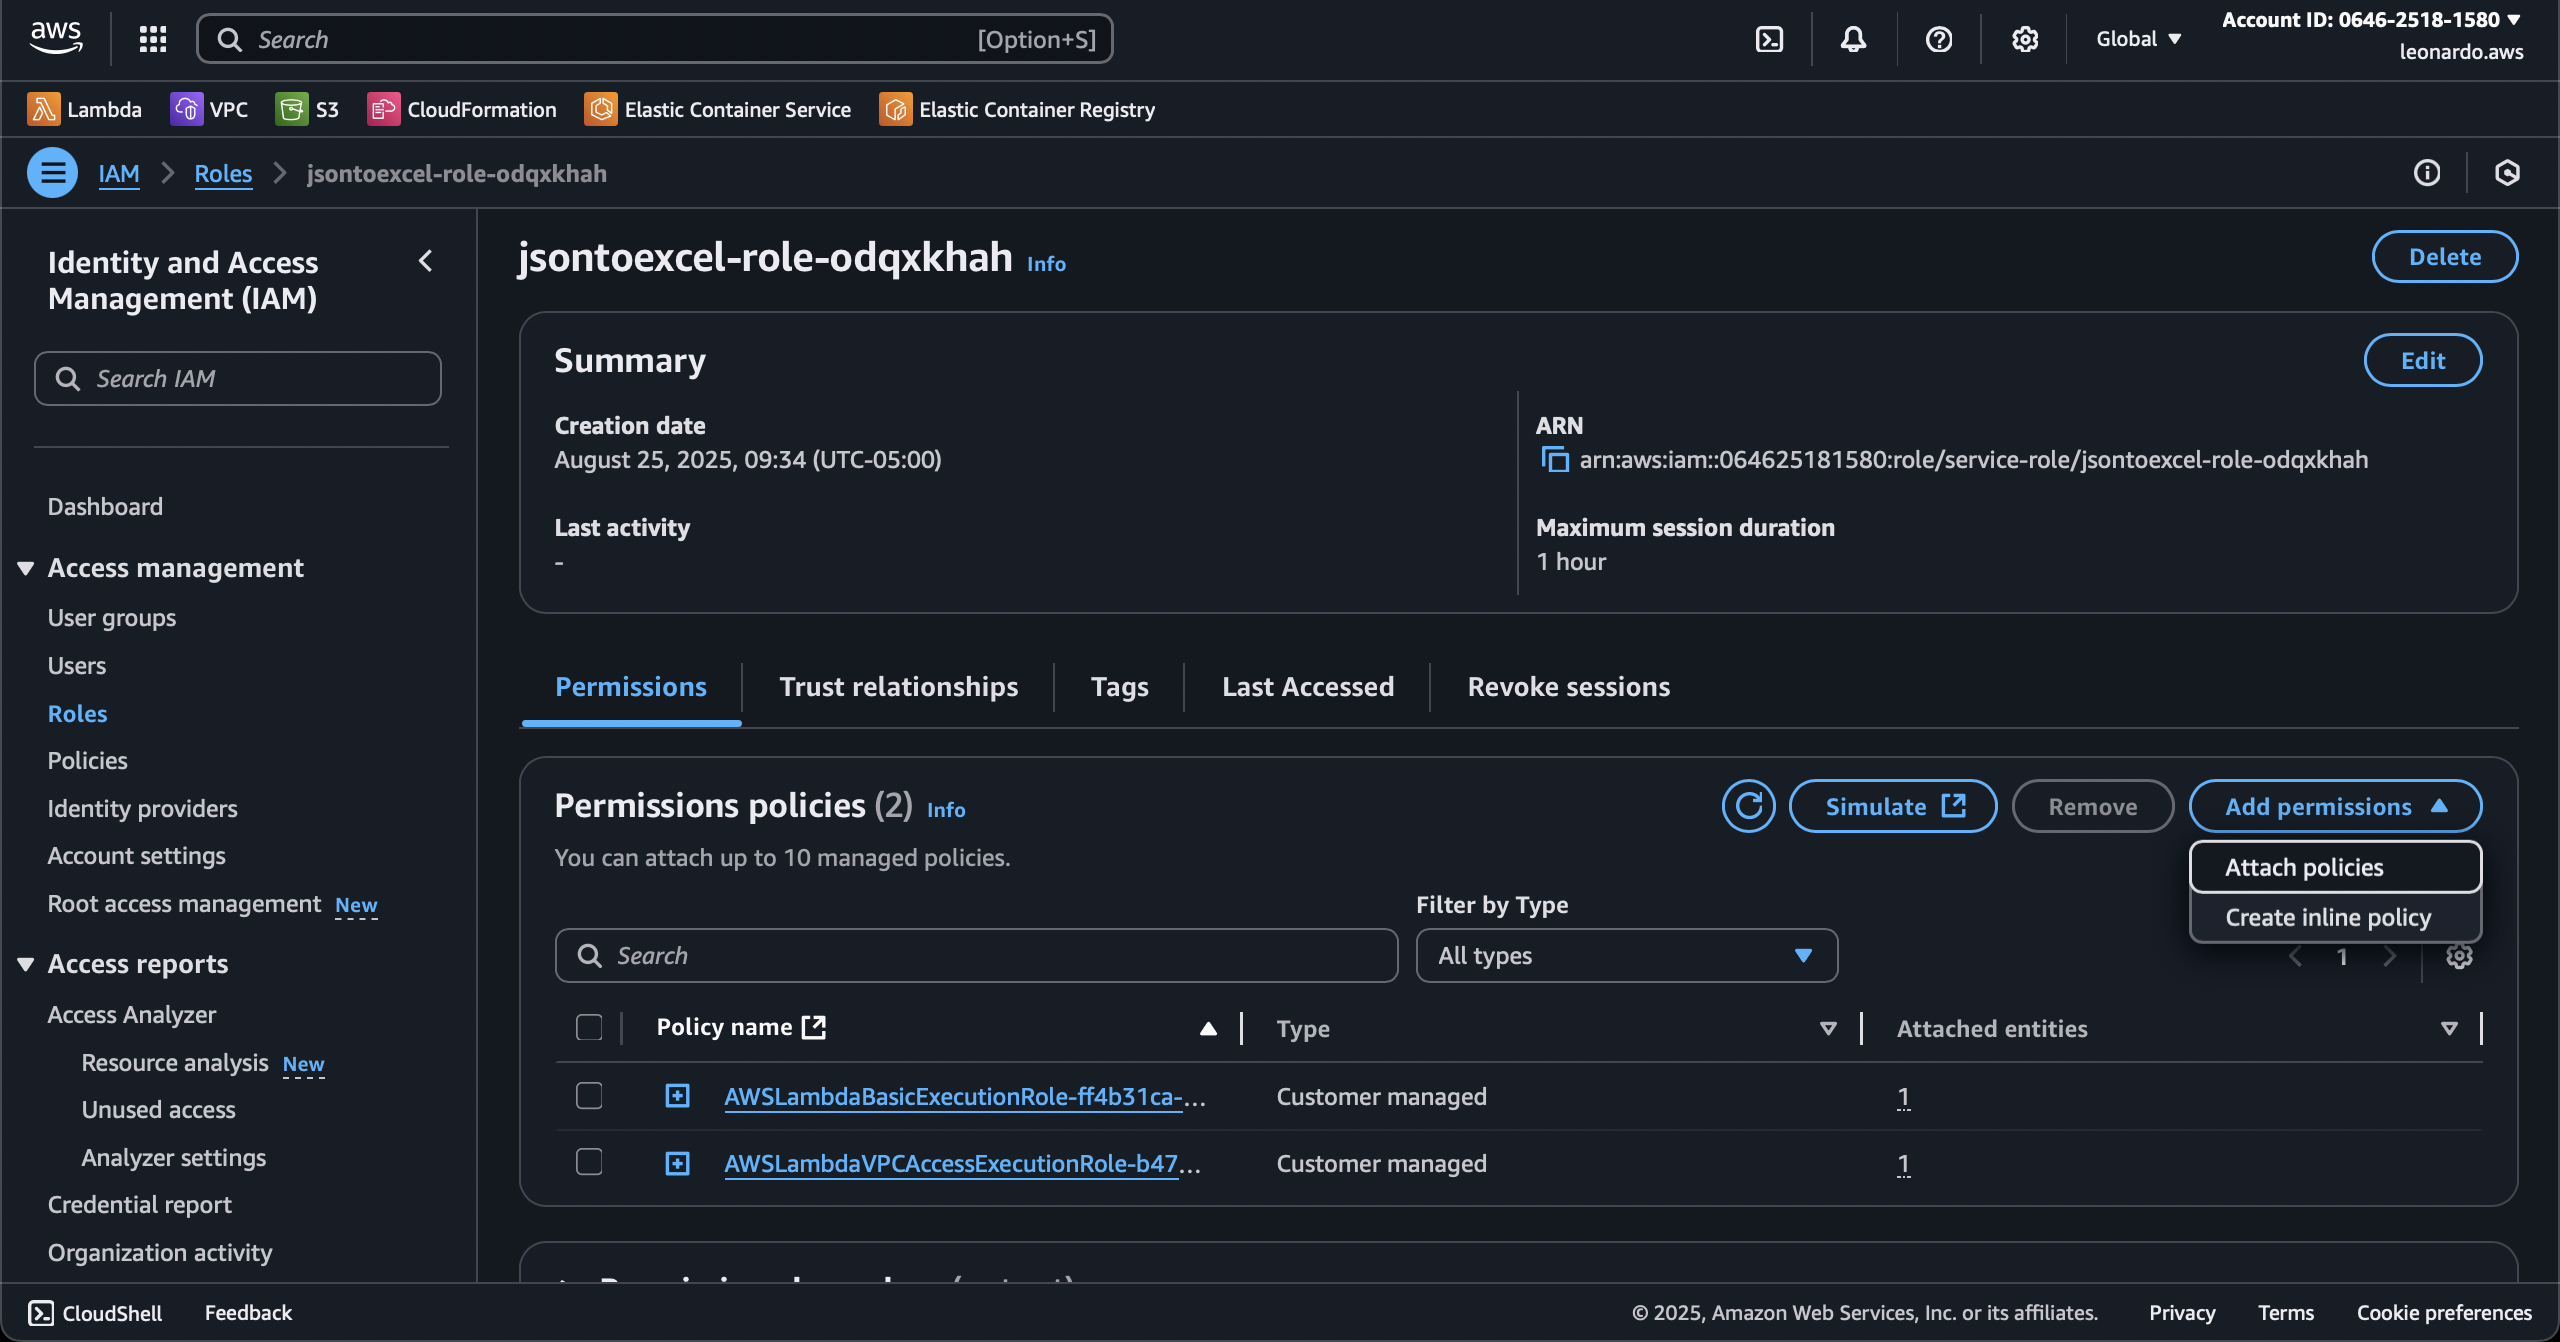 aws
Search [Option+S]
Global
Account ID: 0646-2518-1580
leonardo.aws
Lambda VPC S3 CloudFormation Elastic Container Service Elastic Container Registry
IAM Roles jsontoexcel-role-odqxkhah
Identity and Access
Management (IAM)
Search IAM
Dashboard
Access management
User groups
Users
Roles
Policies
Identity providers
Account settings
Root access management New
Access reports
Access Analyzer
Resource analysis New
Unused access
Analyzer settings
Credential report
Organization activity
jsontoexcel-role-odqxkhah Info
Delete
Summary
Edit
Creation date
August 25, 2025, 09:34 (UTC-05:00)
Last activity
-
ARN
arn:aws:iam::064625181580:role/service-role/jsontoexcel-role-odqxkhah
Maximum session duration
1 hour
Permissions Trust relationships Tags Last Accessed Revoke sessions
Permissions policies (2) Info
You can attach up to 10 managed policies.
Simulate Remove Add permissions
Attach policies
Create inline policy
Filter by Type
Search
All types
1
Policy name Type Attached entities
AWSLambdaBasicExecutionRole-ff4b31ca-... Customer managed 1
AWSLambdaVPCAccessExecutionRole-b47... Customer managed 1
CloudShell Feedback
© 2025, Amazon Web Services, Inc. or its affiliates. Privacy Terms Cookie preferences